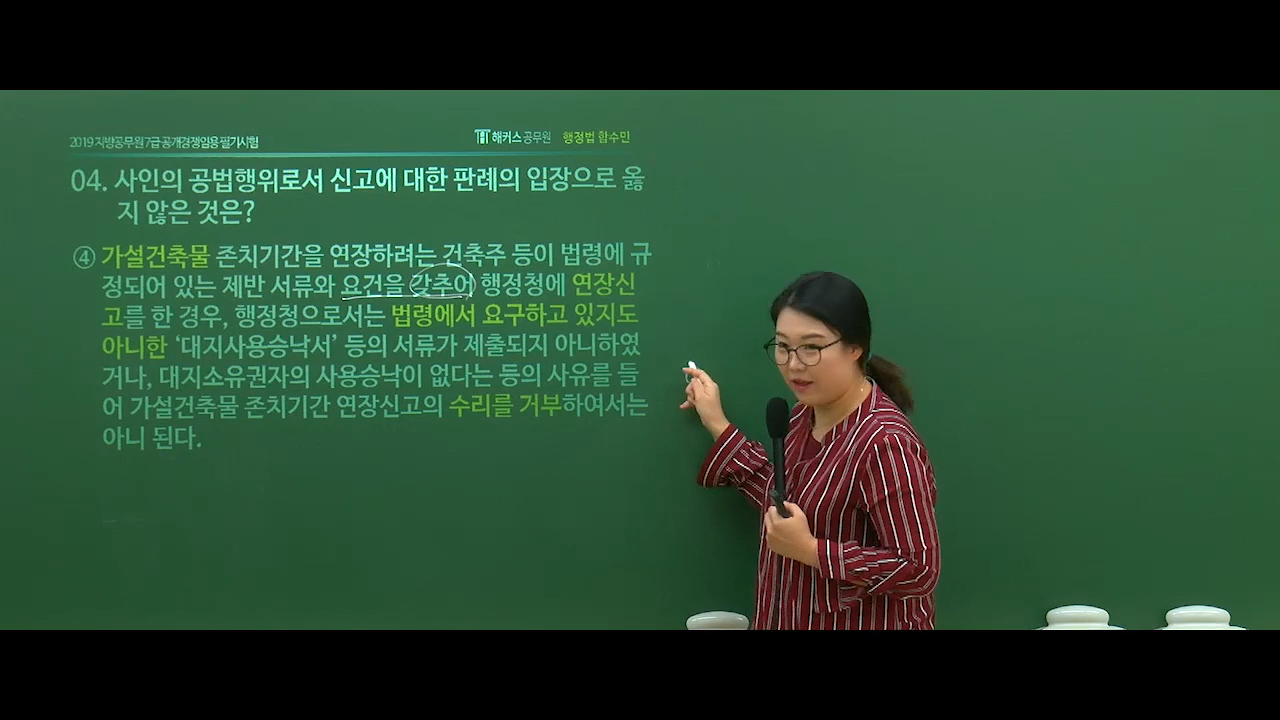 2019 지방공무원 7급 공개경쟁임용 필기시험
해커스 공무원 행정법 함수민
04. 사인의 공법행위로서 신고에 대한 판례의 입장으로 옳
지 않은 것은?
④ 가설건축물 존치기간을 연장하려는 건축주 등이 법령에 규
정되어 있는 제반 서류와 요건을 갖추어 행정청에 연장신
고를 한 경우, 행정청으로서는 법령에서 요구하고 있지도
아니한 ‘대지사용승낙서’ 등의 서류가 제출되지 아니하였
거나, 대지소유권자의 사용승낙이 없다는 등의 사유를 들
어 가설건축물 존치기간 연장신고의 수리를 거부하여서는
아니 된다.